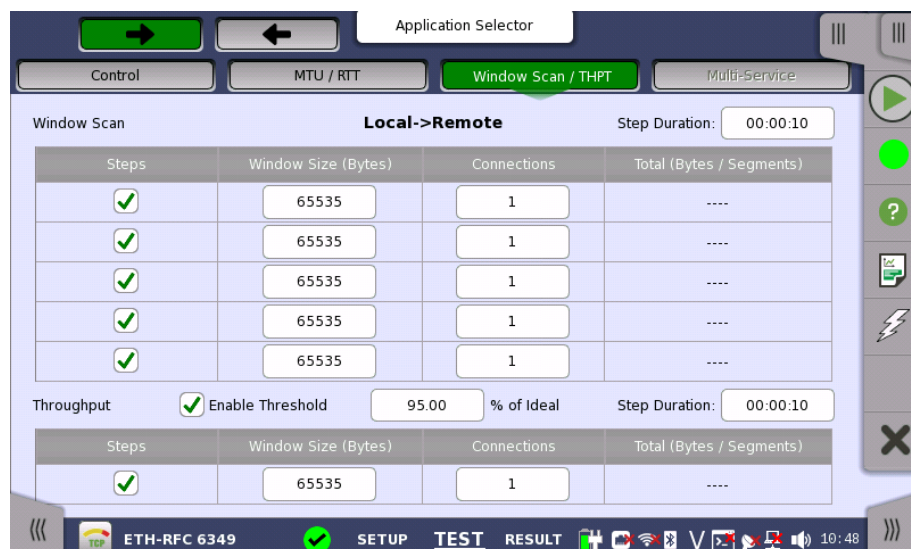 Application Selector
Control MTU / RTT Window Scan / THPT Multi-Service
Window Scan Local->Remote Step Duration: 00:00:10
Steps Window Size (Bytes) Connections Total (Bytes / Segments)
65535 1 ----
65535 1 ----
65535 1 ----
65535 1 ----
65535 1 ----
Throughput Enable Threshold 95.00 % of Ideal Step Duration: 00:00:10
Steps Window Size (Bytes) Connections Total (Bytes / Segments)
65535 1 ----
TCP ETH-RFC 6349 SETUP TEST RESULT V 10:48